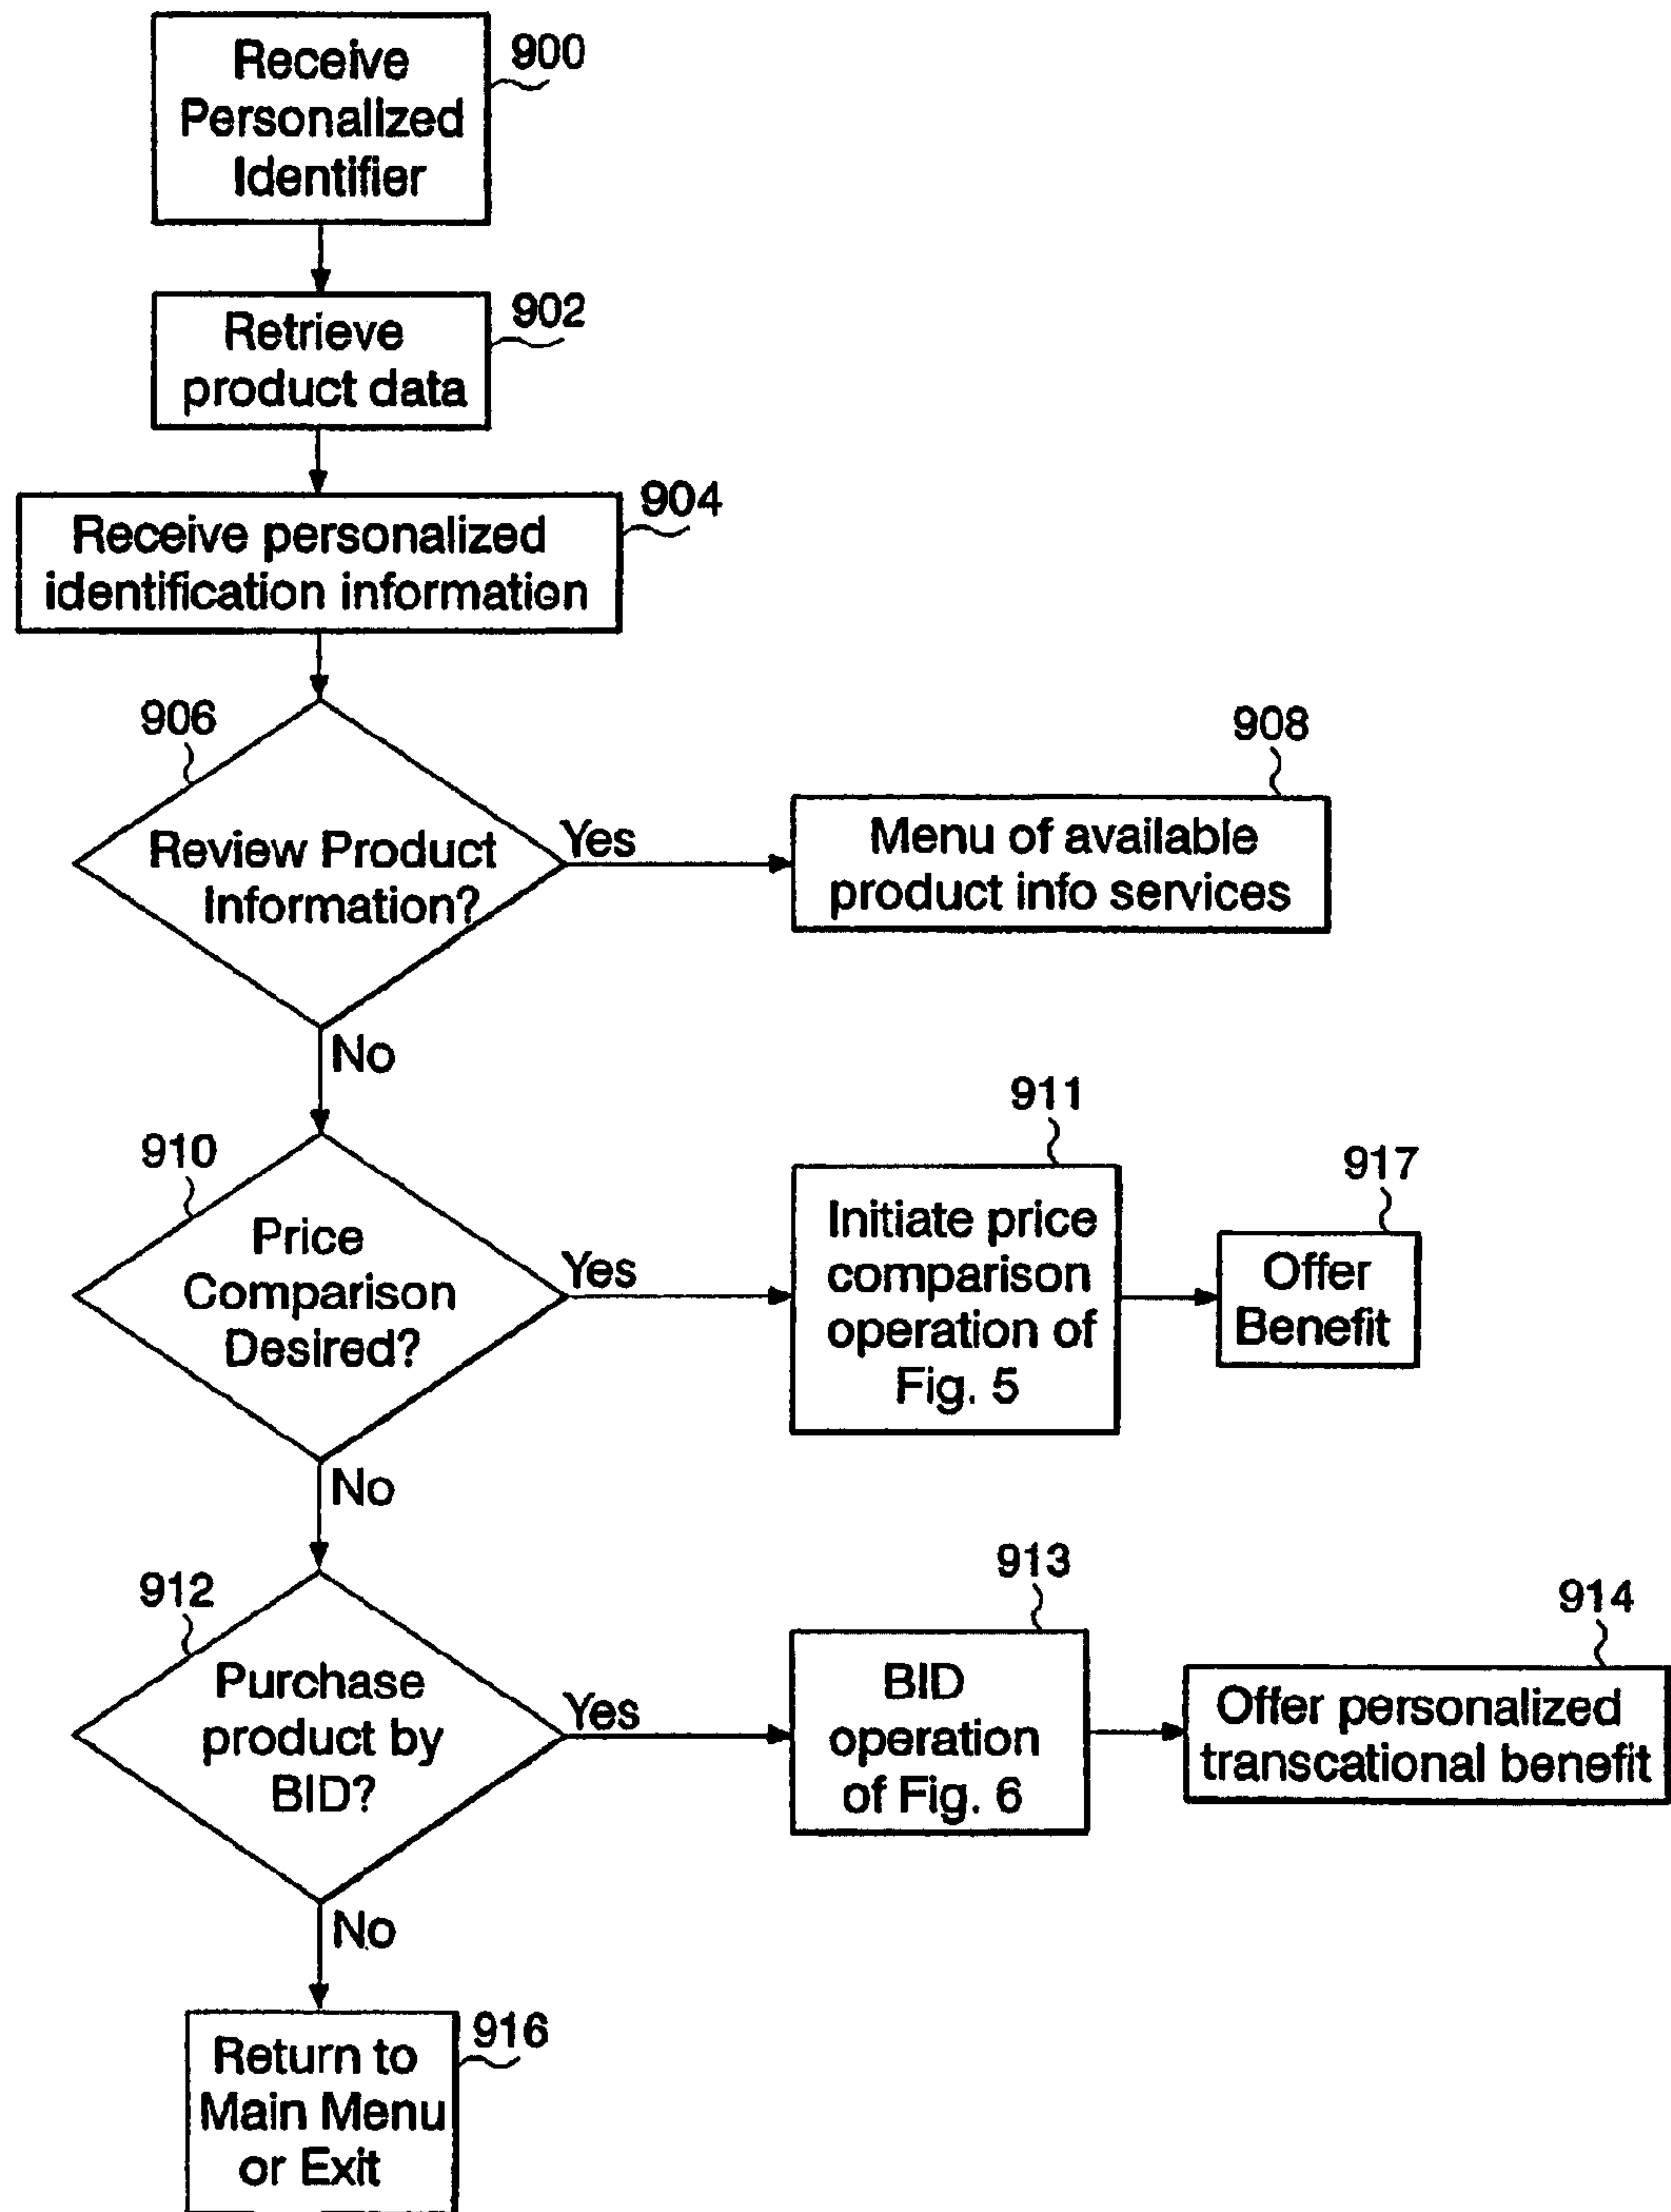 900
Receive
Personalized
Identifier
902
Retrieve
product data
904
Receive personalized
identification information
906
Review Product
Information?
Yes
908
Menu of available
product info services
No
910
Price
Comparison
Desired?
Yes
911
Initiate price
comparison
operation of
Fig. 5
917
Offer
Benefit
No
912
Purchase
product by
BID?
Yes
913
BID
operation
of Fig. 6
914
Offer personalized
transcational benefit
No
916
Return to
Main Menu
or Exit